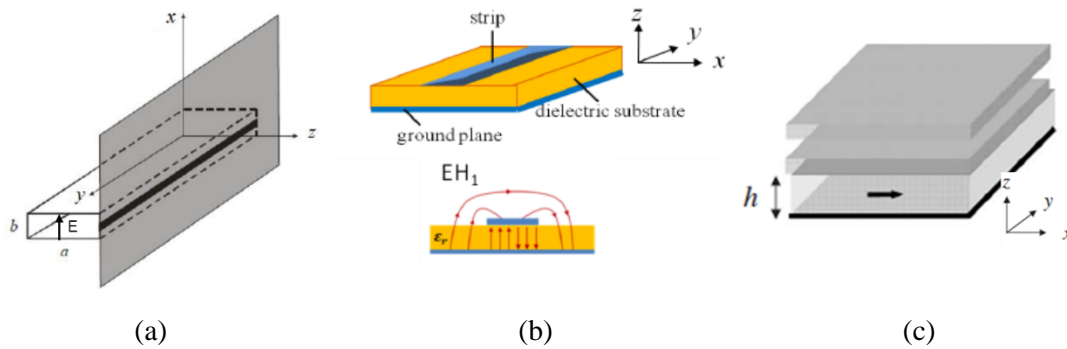 x
z
y
b
E
a
(a)
strip
z
y
x
dielectric substrate
ground plane
EH₁
εᵣ
(b)
h
z
y
x
(c)